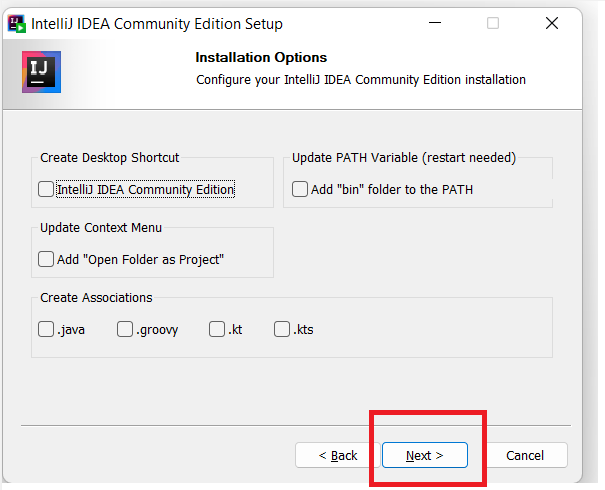 IntelliJ IDEA Community Edition Setup
IJ
Installation Options
Configure your IntelliJ IDEA Community Edition installation
Create Desktop Shortcut
IntelliJ IDEA Community Edition
Update PATH Variable (restart needed)
Add "bin" folder to the PATH
Update Context Menu
Add "Open Folder as Project"
Create Associations
.java .groovy .kt .kts
< Back Next > Cancel